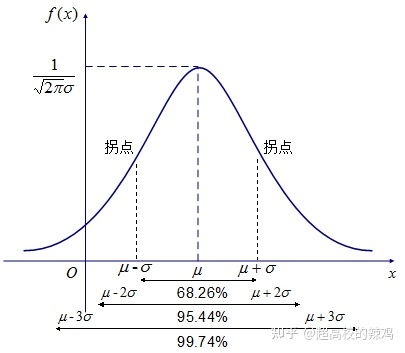 f(x)
1
√2πσ
拐点 拐点
O μ-σ μ μ+σ x
μ-2σ 68.26% μ+2σ
μ-3σ 95.44% μ+3σ
99.74%
知乎 @超高校的辣鸡